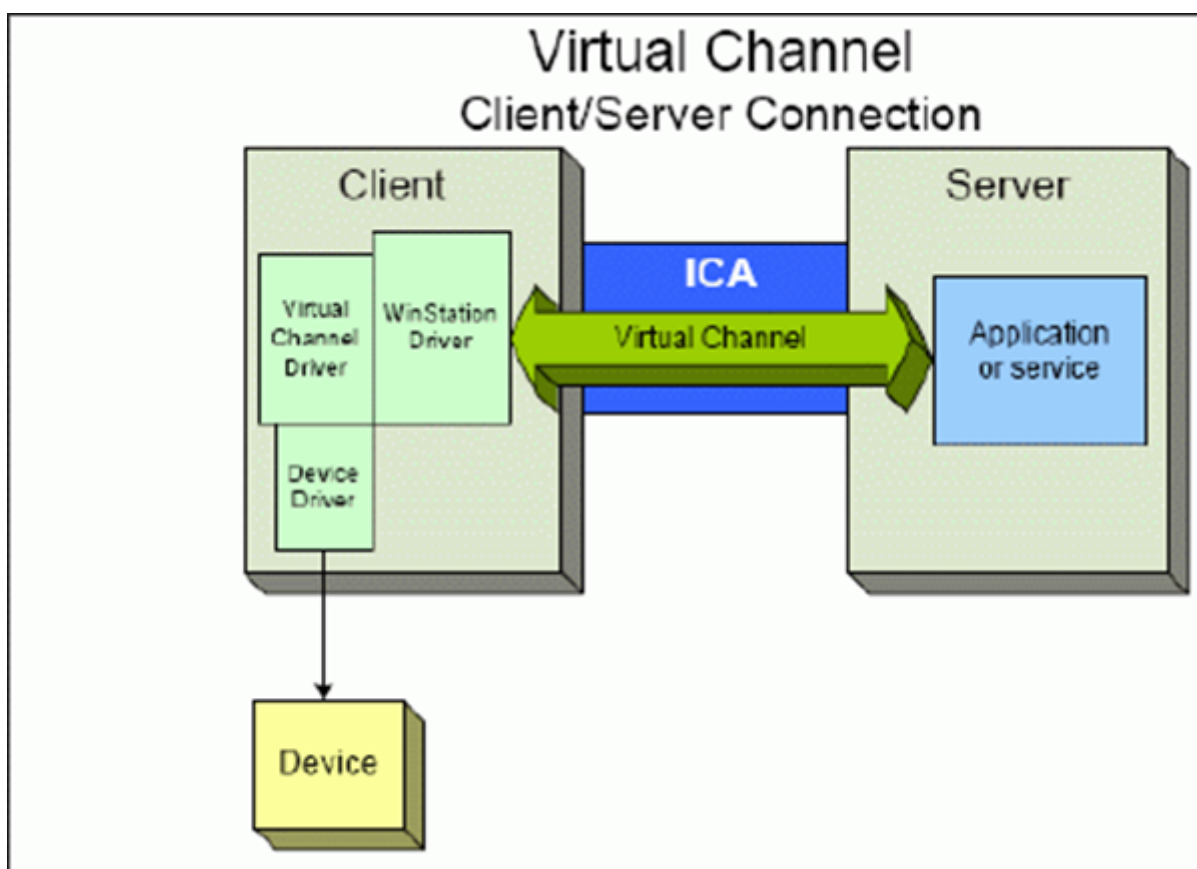 Virtual Channel
Client/Server Connection
Client
Server
ICA
Virtual
Channel
Driver
WinStation
Driver
Virtual Channel
Application
or service
Device
Driver
Device